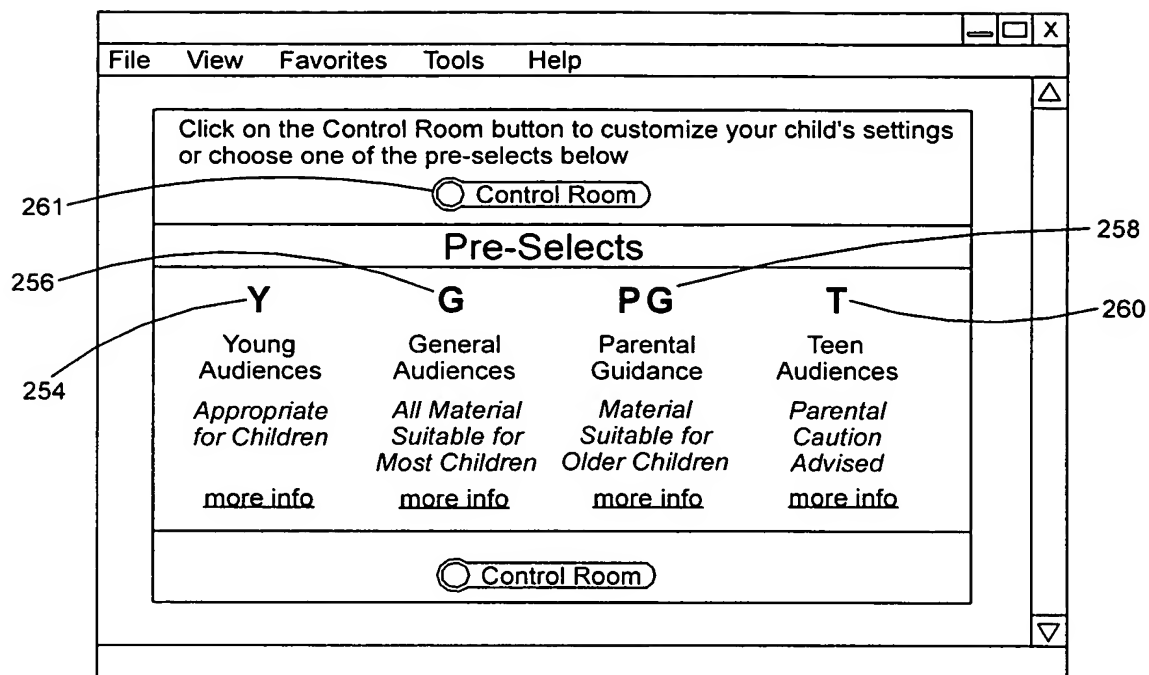 X
File View Favorites Tools Help
Click on the Control Room button to customize your child's settings
or choose one of the pre-selects below
261
Control Room
Pre-Selects
258
256
Y G PG T
260
Young General Parental Teen
Audiences Audiences Guidance Audiences
254
Appropriate All Material Material Parental
for Children Suitable for Suitable for Caution
Most Children Older Children Advised
more info more info more info more info
Control Room